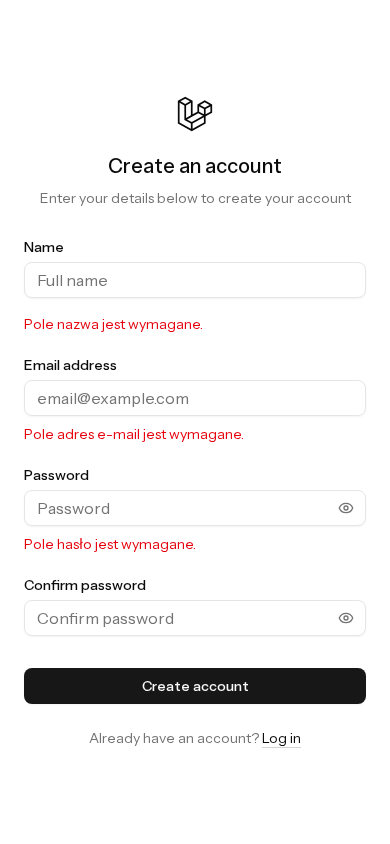 Create an account
Enter your details below to create your account
Name
Full name
Pole nazwa jest wymagane.
Email address
email@example.com
Pole adres e-mail jest wymagane.
Password
Password
Pole hasło jest wymagane.
Confirm password
Confirm password
Create account
Already have an account? Log in